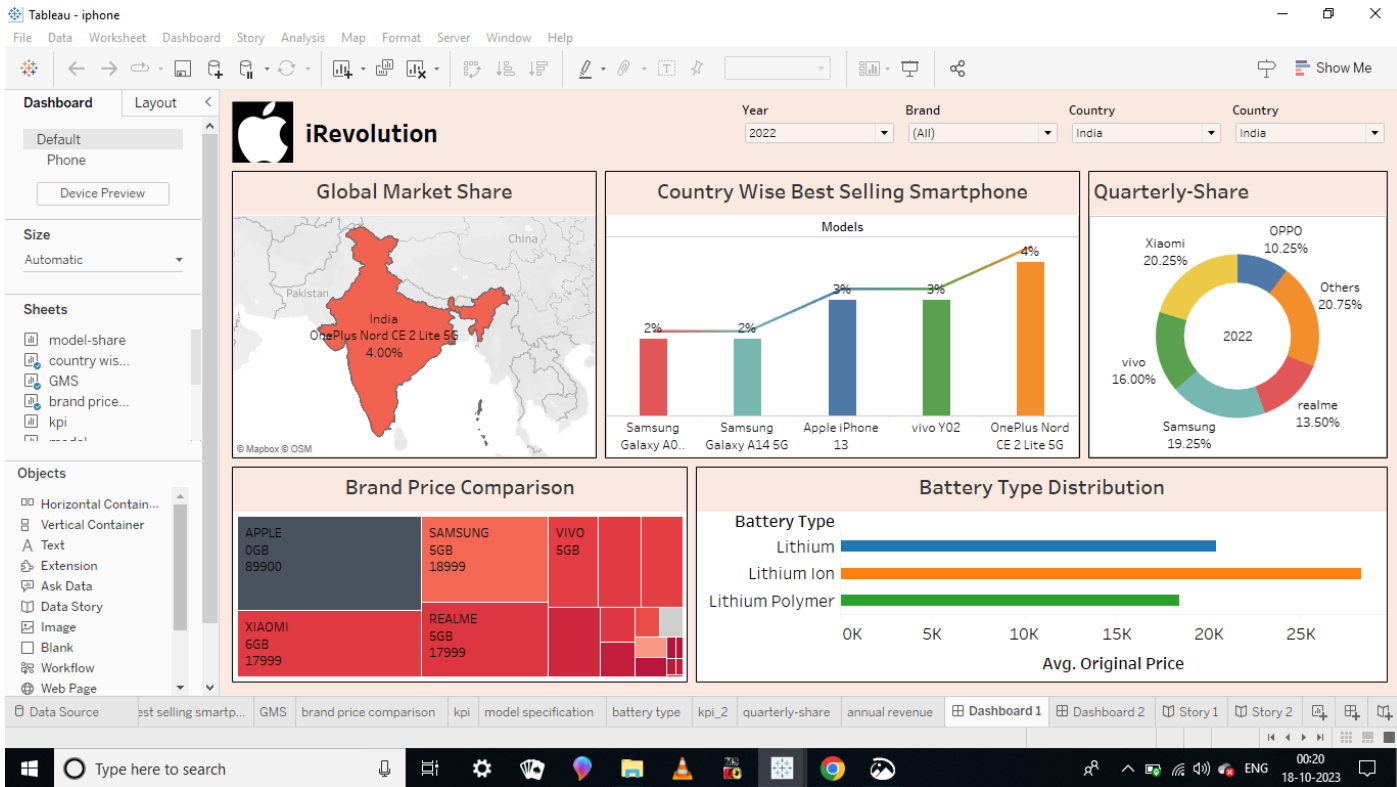 Tableau - iphone
File Data Worksheet Dashboard Story Analysis Map Format Server Window Help
Show Me
Dashboard Layout
Default
Phone
Device Preview
Size
Automatic
Sheets
model-share
country wis...
GMS
brand price...
kpi
Objects
Horizontal Contain...
Vertical Container
Text
Extension
Ask Data
Data Story
Image
Blank
Workflow
Web Page
iRevolution
Year Brand Country Country
2022 (All) India India
Global Market Share
China
Pakistan
India
OnePlus Nord CE 2 Lite 5G
4.00%
© Mapbox © OSM
Country Wise Best Selling Smartphone
Models
2% 2% 3% 3% 4%
Samsung Galaxy A0..
Samsung Galaxy A14 5G
Apple iPhone 13
vivo Y02
OnePlus Nord CE 2 Lite 5G
Quarterly-Share
OPPO
10.25%
Xiaomi
20.25%
Others
20.75%
2022
vivo
16.00%
realme
13.50%
Samsung
19.25%
Brand Price Comparison
APPLE
0GB
89900
SAMSUNG
5GB
18999
VIVO
5GB
XIAOMI
6GB
17999
REALME
5GB
17999
Battery Type Distribution
Battery Type
Lithium
Lithium Ion
Lithium Polymer
0K 5K 10K 15K 20K 25K
Avg. Original Price
Data Source est selling smartp... GMS brand price comparison kpi model specification battery type kpi_2 quarterly-share annual revenue Dashboard 1 Dashboard 2 Story 1 Story 2
Type here to search
ENG
00:20
18-10-2023